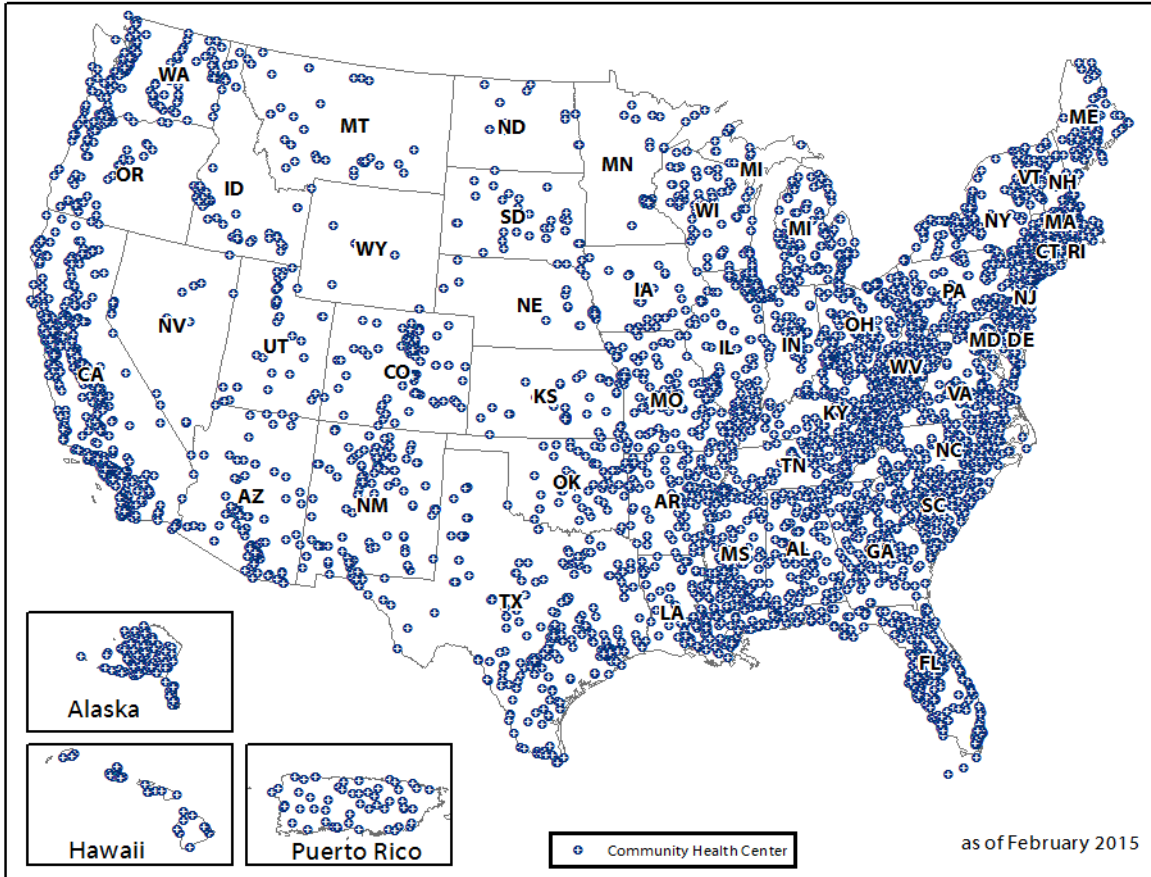 WA
MT
ND
ME
OR
ID
MN
MI
VT
NH
SD
WI
MI
NY
MA
WY
CT RI
IA
PA
NE
NJ
NV
OH
UT
IL
IN
MD DE
CO
WV
CA
KS
MO
VA
KY
NC
TN
OK
AZ
NM
AR
SC
MS
AL
GA
TX
LA
FL
Alaska
Hawaii
Puerto Rico
Community Health Center
as of February 2015